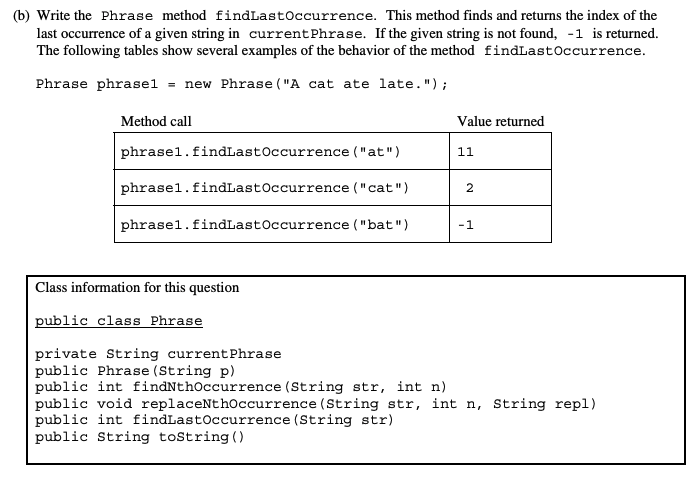 (b) Write the Phrase method findLastOccurrence. This method finds and returns the index of the
last occurrence of a given string in currentPhrase. If the given string is not found, -1 is returned.
The following tables show several examples of the behavior of the method findLastOccurrence.
Phrase phrase1 = new Phrase("A cat ate late.");
Method call Value returned
phrase1.findLastOccurrence("at") 11
phrase1.findLastOccurrence("cat") 2
phrase1.findLastOccurrence("bat") -1
Class information for this question
public class Phrase
private String currentPhrase
public Phrase(String p)
public int findNthOccurrence(String str, int n)
public void replaceNthOccurrence(String str, int n, String repl)
public int findLastOccurrence(String str)
public String toString()